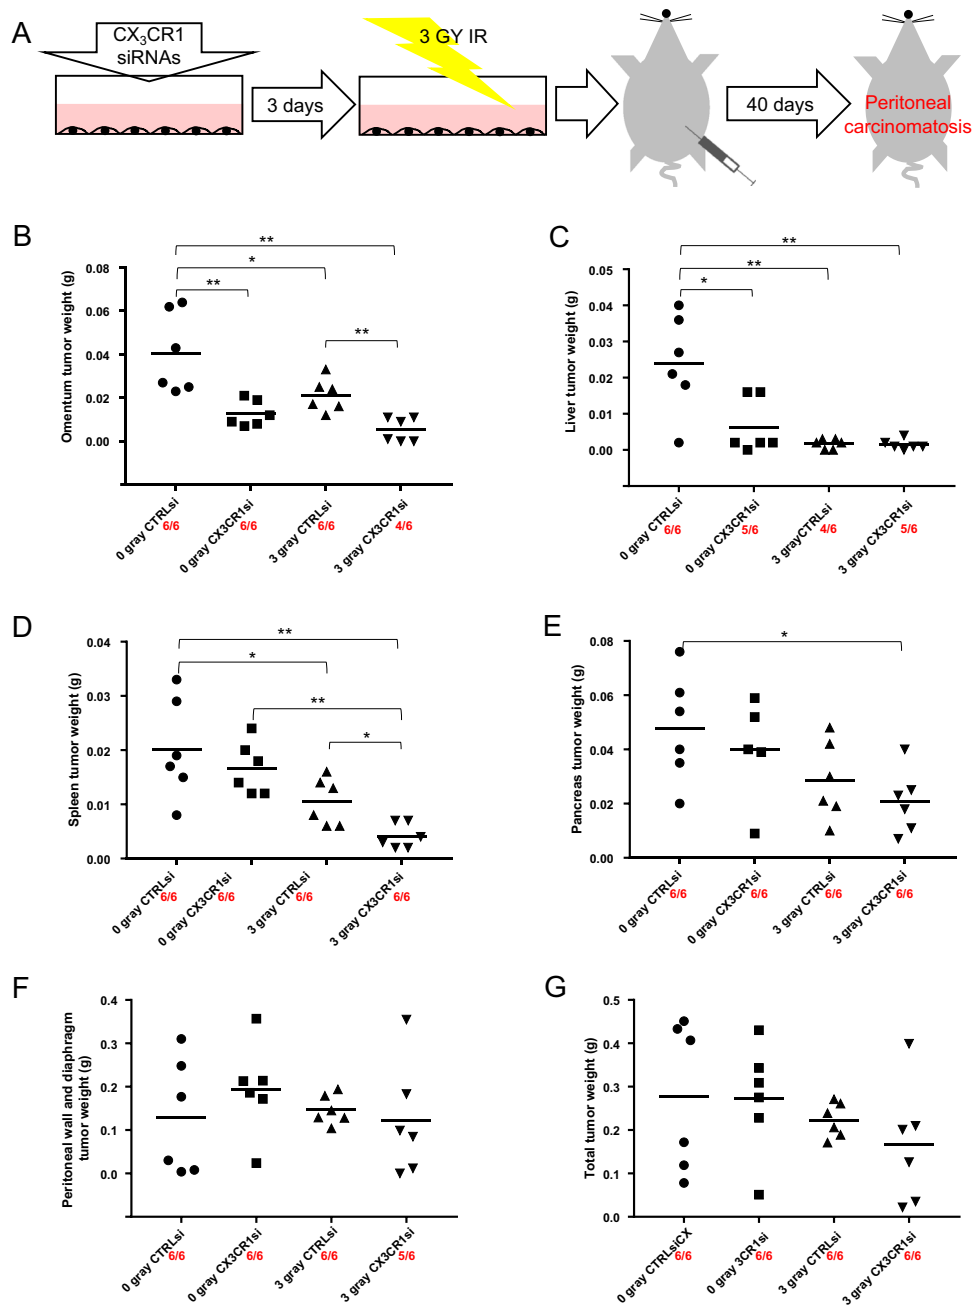 A
CX3CR1
siRNAs
3 days
3 GY IR
40 days
Peritoneal
carcinomatosis
B
Omentum tumor weight (g)
0.08
0.06
0.04
0.02
0.00
**
*
**
**
0 gray CTRLsi
6/6
0 gray CX3CR1si
6/6
3 gray CTRLsi
6/6
3 gray CX3CR1si
4/6
C
Liver tumor weight (g)
0.05
0.04
0.03
0.02
0.01
0.00
**
**
*
0 gray CTRLsi
6/6
0 gray CX3CR1si
5/6
3 grayCTRLsi
4/6
3 gray CX3CR1si
5/6
D
Spleen tumor weight (g)
0.04
0.03
0.02
0.01
0.00
**
*
**
*
0 gray CTRLsi
6/6
0 gray CX3CR1si
6/6
3 gray CTRLsi
6/6
3 gray CX3CR1si
6/6
E
Pancreas tumor weight (g)
0.08
0.06
0.04
0.02
0.00
*
0 gray CTRLsi
6/6
0 gray CX3CR1si
6/6
3 gray CTRLsi
6/6
3 gray CX3CR1si
6/6
F
Peritoneal wall and diaphragm
tumor weight (g)
0.4
0.3
0.2
0.1
0.0
0 gray CTRLsi
6/6
0 gray CX3CR1si
6/6
3 gray CTRLsi
6/6
3 gray CX3CR1si
5/6
G
Total tumor weight (g)
0.5
0.4
0.3
0.2
0.1
0.0
0 gray CTRLsiCX
6/6
0 gray 3CR1si
6/6
3 gray CTRLsi
6/6
3 gray CX3CR1si
6/6